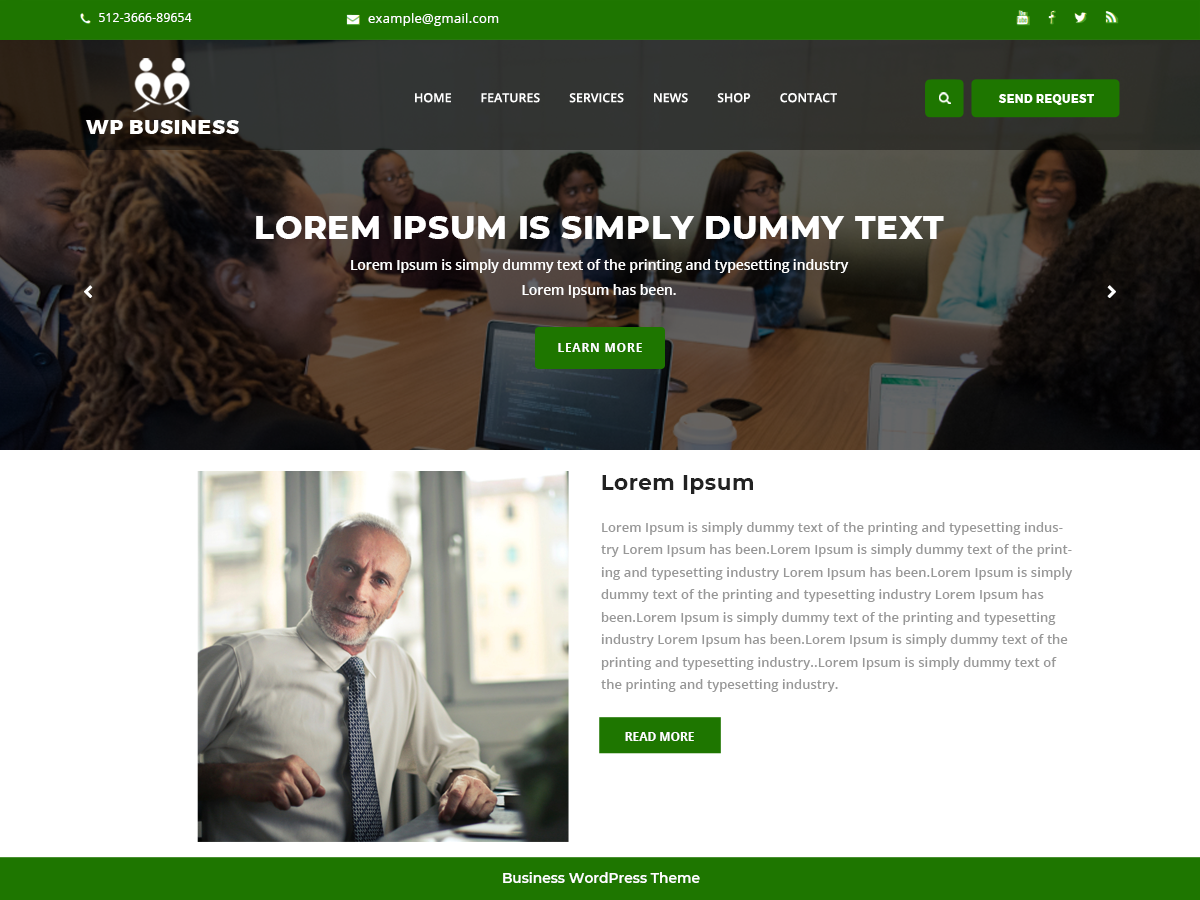 512-3666-89654
example@gmail.com
WP BUSINESS
HOME FEATURES SERVICES NEWS SHOP CONTACT
SEND REQUEST
LOREM IPSUM IS SIMPLY DUMMY TEXT
Lorem Ipsum is simply dummy text of the printing and typesetting industry
Lorem Ipsum has been.
LEARN MORE
Lorem Ipsum
Lorem Ipsum is simply dummy text of the printing and typesetting indus-
try Lorem Ipsum has been.Lorem Ipsum is simply dummy text of the print-
ing and typesetting industry Lorem Ipsum has been.Lorem Ipsum is simply
dummy text of the printing and typesetting industry Lorem Ipsum has
been.Lorem Ipsum is simply dummy text of the printing and typesetting
industry Lorem Ipsum has been.Lorem Ipsum is simply dummy text of the
printing and typesetting industry..Lorem Ipsum is simply dummy text of
the printing and typesetting industry.
READ MORE
Business WordPress Theme